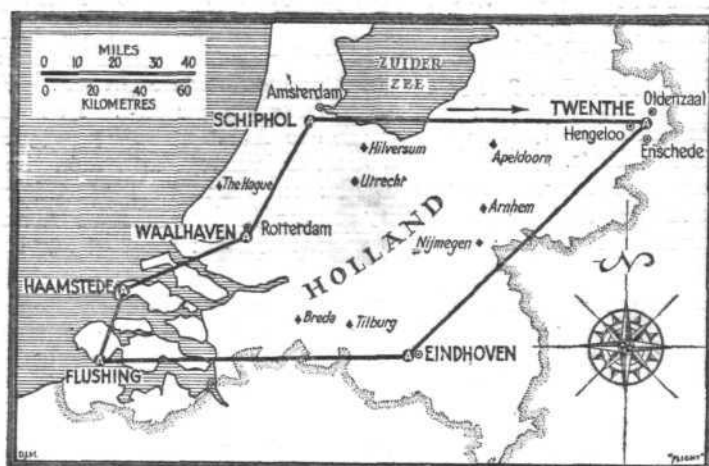 MILES
0 10 20 30 40
0 20 40 60
KILOMETRES
ZUIDER
ZEE
Amsterdam
SCHIPHOL
TWENTHE
Oldenzaal
Hengeloo
Enschede
Hilversum
Apeldoorn
The Hague
Utrecht
Arnhem
WAALHAVEN
Rotterdam
Nijmegen
HOLLAND
HAAMSTEDE
N
Breda
Tilburg
EINDHOVEN
FLUSHING
A
A
A
A
A
A
"FLIGHT"